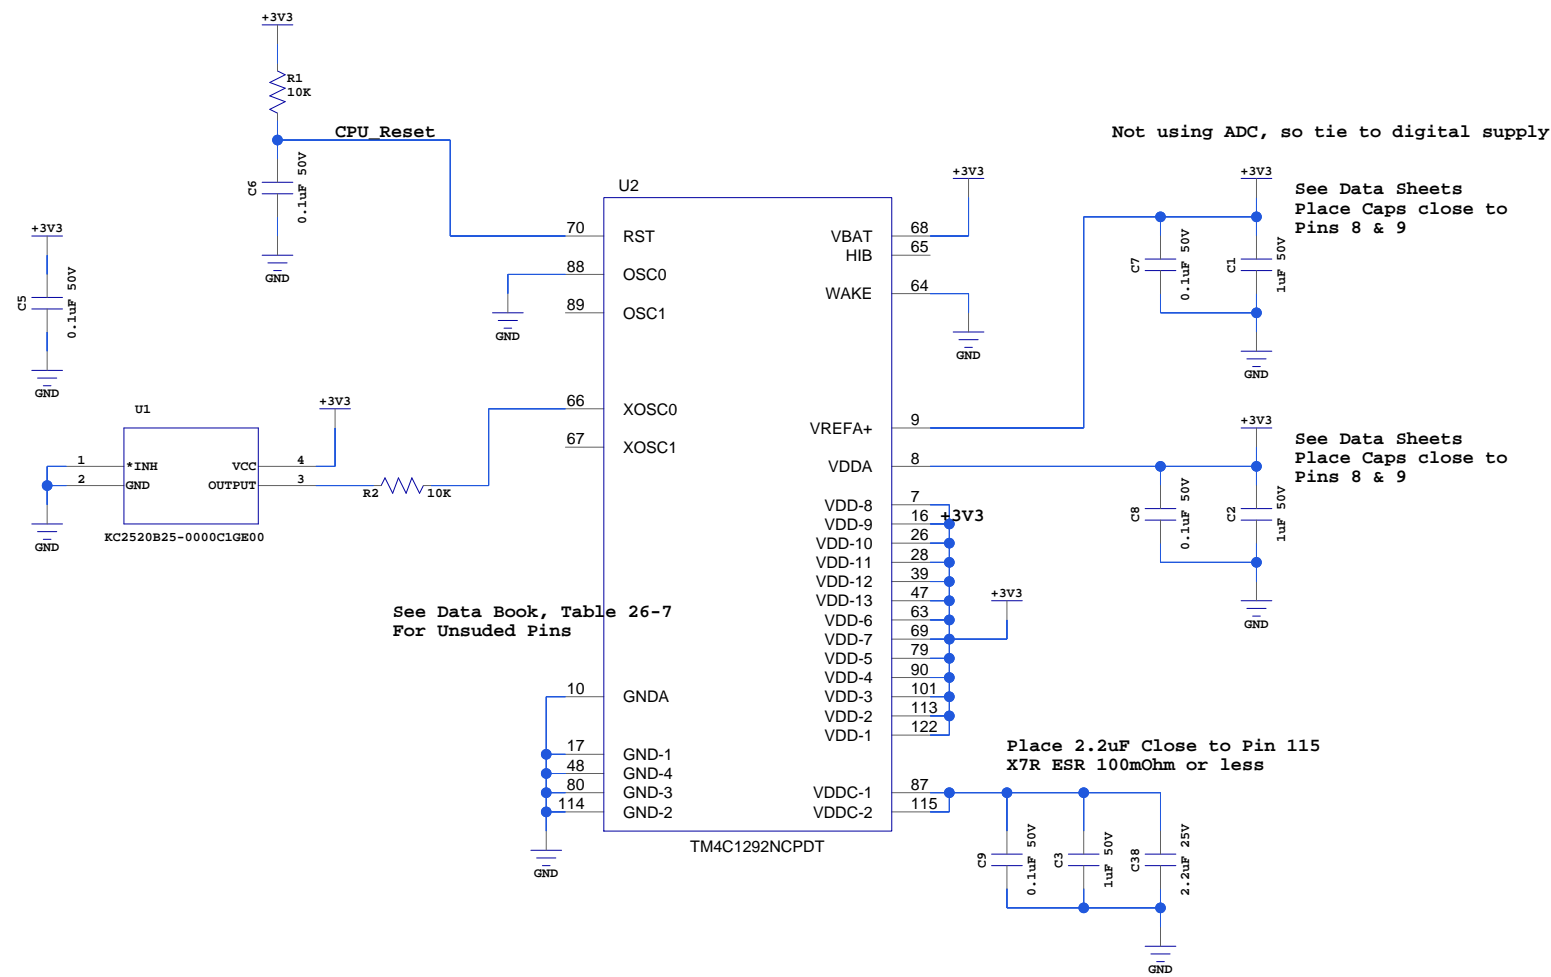 +3V3
R1
10K
CPU_Reset
C6
0.1uF 50V
GND
+3V3
C5
0.1uF 50V
GND
U1
+3V3
1
*INH
VCC
4
2
GND
OUTPUT
3
KC2520B25-0000C1GE00
GND
R2
10K
See Data Book, Table 26-7
For Unsuded Pins
U2
70
RST
88
OSC0
GND
89
OSC1
66
XOSC0
67
XOSC1
10
GNDA
17
GND-1
48
GND-4
80
GND-3
114
GND-2
GND
TM4C1292NCPDT
+3V3
VBAT
68
HIB
65
WAKE
64
GND
VREFA+
9
VDDA
8
VDD-8
7
VDD-9
16
+3V3
VDD-10
26
VDD-11
28
VDD-12
39
VDD-13
47
VDD-6
63
VDD-7
69
+3V3
VDD-5
79
VDD-4
90
VDD-3
101
VDD-2
113
VDD-1
122
VDDC-1
87
VDDC-2
115
Not using ADC, so tie to digital supply
+3V3
See Data Sheets
Place Caps close to
Pins 8 & 9
C7
0.1uF 50V
C1
1uF 50V
GND
+3V3
See Data Sheets
Place Caps close to
Pins 8 & 9
C8
0.1uF 50V
C2
1uF 50V
GND
Place 2.2uF Close to Pin 115
X7R ESR 100mOhm or less
C9
0.1uF 50V
C3
1uF 50V
C38
2.2uF 25V
GND